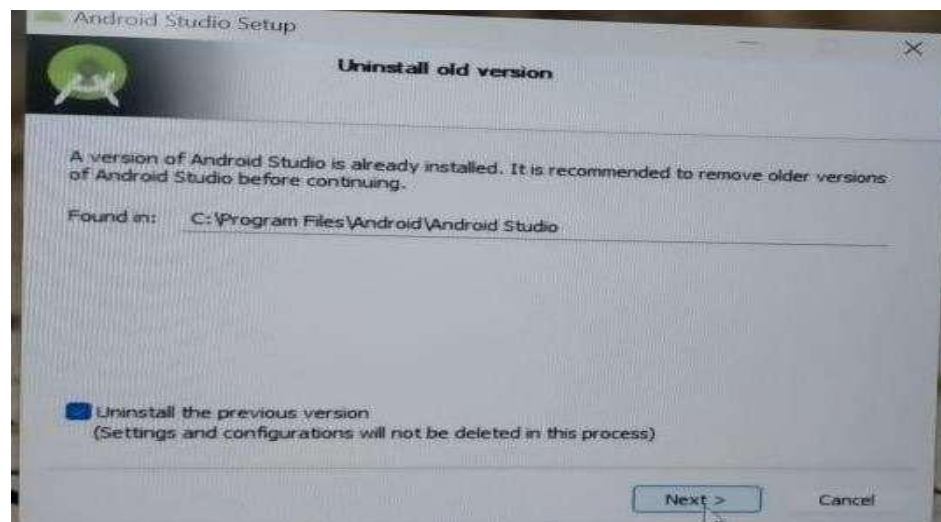 Android Studio Setup
Uninstall old version
A version of Android Studio is already installed. It is recommended to remove older versions
of Android Studio before continuing.
Found in: C:\Program Files\Android\Android Studio
Uninstall the previous version
(Settings and configurations will not be deleted in this process)
Next > Cancel